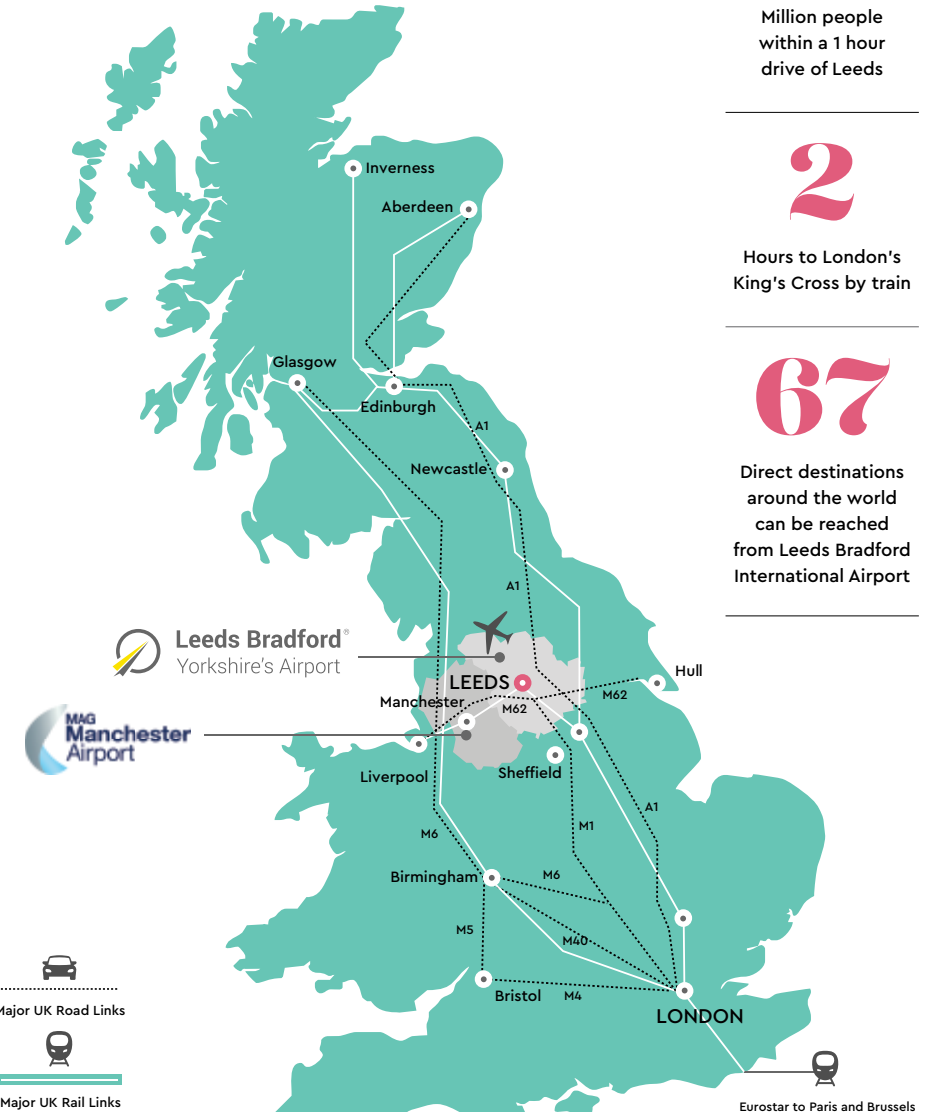 Million people
within a 1 hour
drive of Leeds
2
Hours to London's
King's Cross by train
67
Direct destinations
around the world
can be reached
from Leeds Bradford
International Airport
Inverness
Aberdeen
Glasgow
Edinburgh
A1
Newcastle
A1
Leeds Bradford®
Yorkshire's Airport
LEEDS
Hull
M62
Manchester
M62
MAG
Manchester
Airport
Liverpool
Sheffield
A1
M1
M6
Birmingham
M6
M5
M40
Bristol
M4
LONDON
Major UK Road Links
Major UK Rail Links
Eurostar to Paris and Brussels